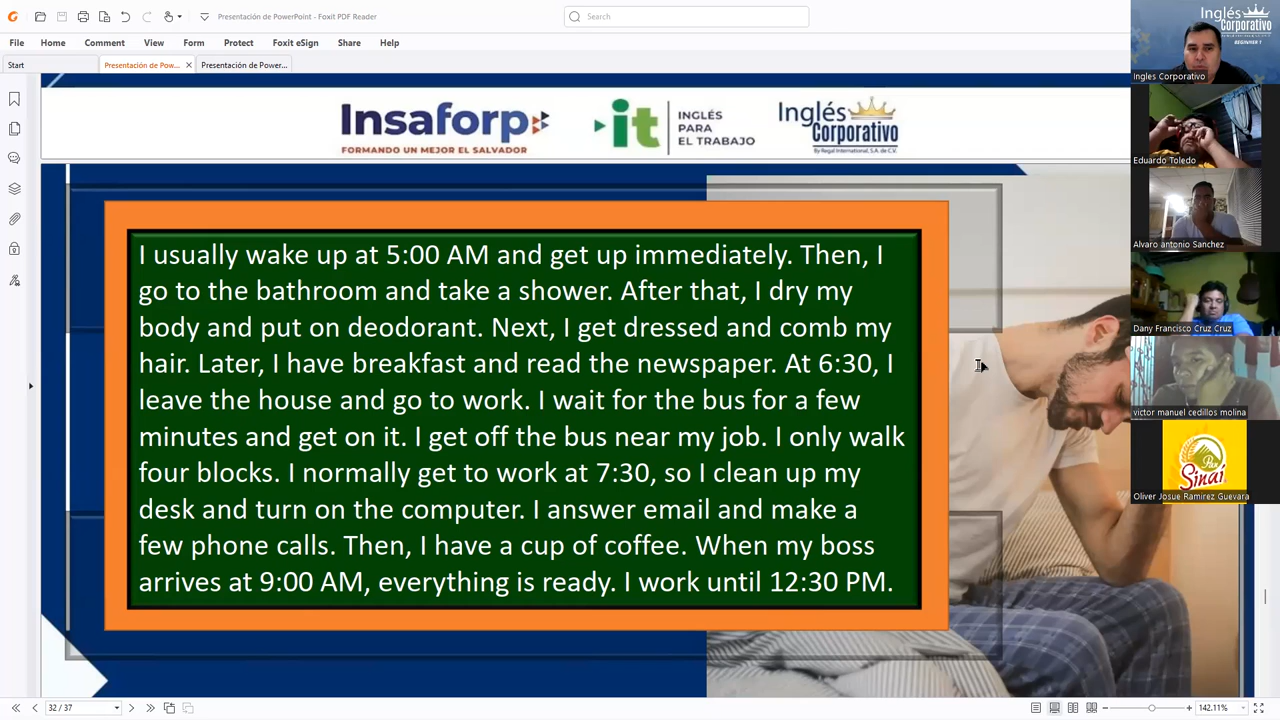 Presentación de PowerPoint - Foxit PDF Reader
Search
File Home Comment View Form Protect Foxit eSign Share Help
Start
Presentación de Pow...
Presentación de Power...
Insaforp
FORMANDO UN MEJOR EL SALVADOR
it
INGLÉS
PARA
EL TRABAJO
Inglés
Corporativo
By Regal International, S.A. de C.V.
I usually wake up at 5:00 AM and get up immediately. Then, I
go to the bathroom and take a shower. After that, I dry my
body and put on deodorant. Next, I get dressed and comb my
hair. Later, I have breakfast and read the newspaper. At 6:30, I
leave the house and go to work. I wait for the bus for a few
minutes and get on it. I get off the bus near my job. I only walk
four blocks. I normally get to work at 7:30, so I clean up my
desk and turn on the computer. I answer email and make a
few phone calls. Then, I have a cup of coffee. When my boss
arrives at 9:00 AM, everything is ready. I work until 12:30 PM.
Inglés
Corporativo
BEGINNER 1
Ingles Corporativo
Eduardo Toledo
Alvaro antonio Sanchez
Dany Francisco Cruz Cruz
victor manuel cedillos molina
Pan
Sinaí
Oliver Josue Ramirez Guevara
32 / 37
142.11%